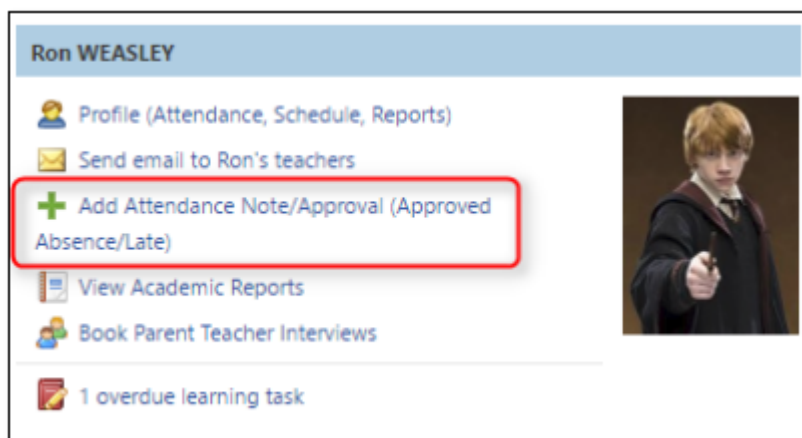 Ron WEASLEY
Profile (Attendance, Schedule, Reports)
Send email to Ron's teachers
Add Attendance Note/Approval (Approved
Absence/Late)
View Academic Reports
Book Parent Teacher Interviews
1 overdue learning task